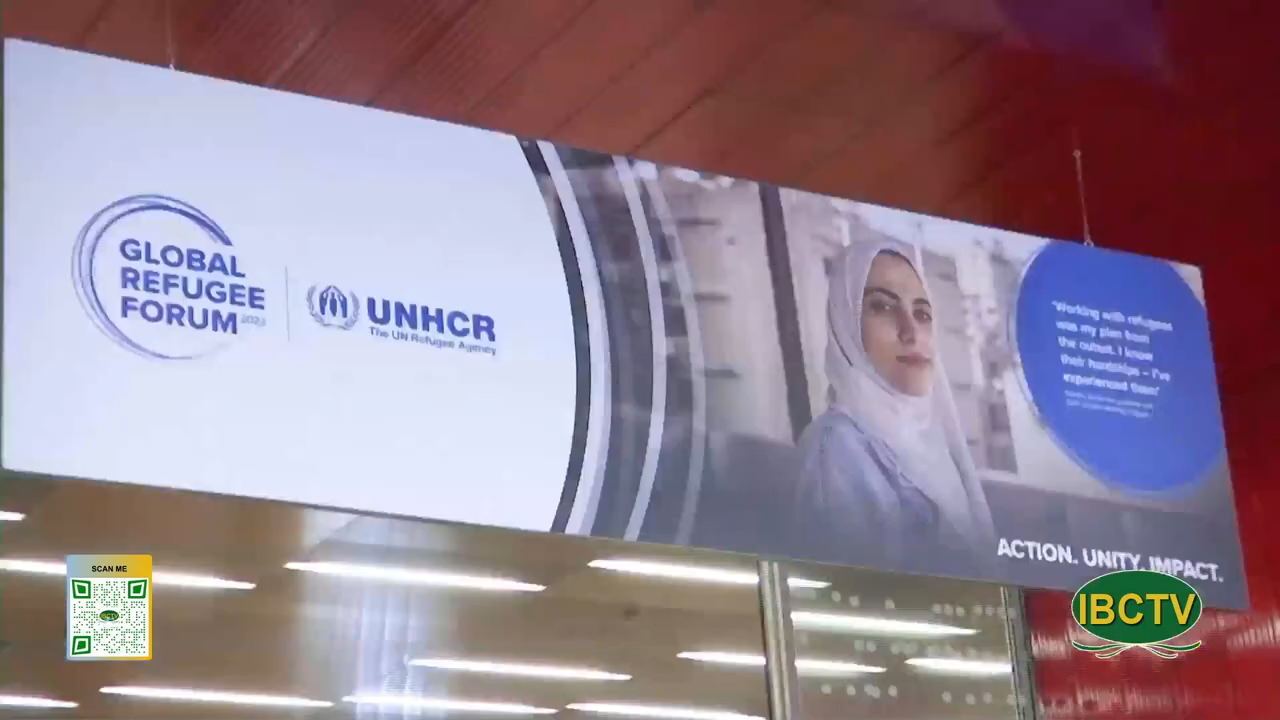 GLOBAL
REFUGEE
FORUM 2023
UNHCR
The UN Refugee Agency
"Working with refugees
was my plan from
the outset. I know
their hardships – I've
experienced them"
ACTION. UNITY. IMPACT.
SCAN ME
IBCTV